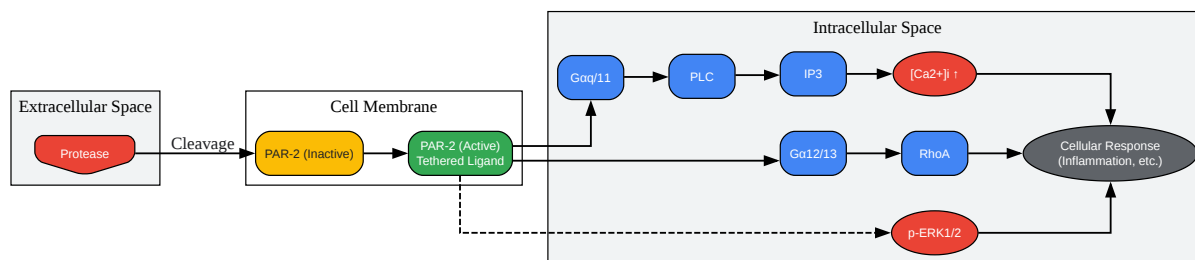 Intracellular Space
Gαq/11
PLC
IP3
[Ca2+]i ↑
Extracellular Space
Protease
Cleavage
Cell Membrane
PAR-2 (Inactive)
PAR-2 (Active)
Tethered Ligand
Gα12/13
RhoA
Cellular Response
(Inflammation, etc.)
p-ERK1/2